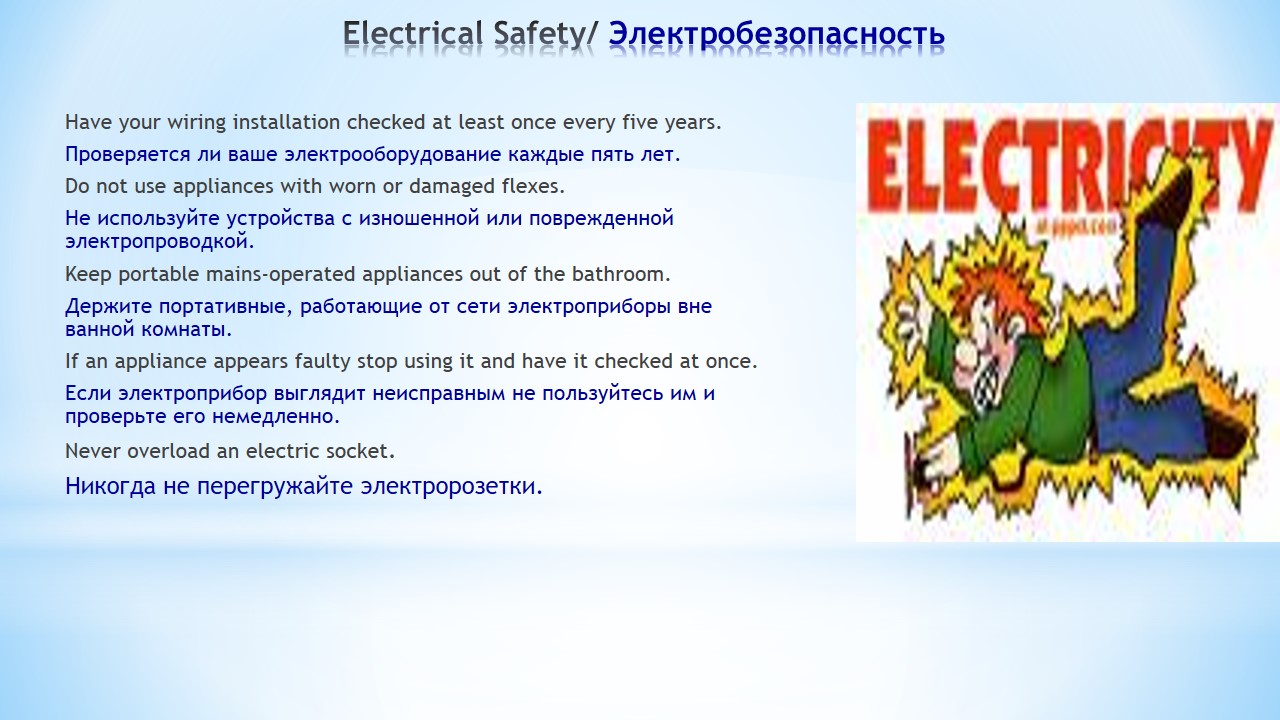 Electrical Safety/ Электробезопасность
Have your wiring installation checked at least once every five years.
Проверяется ли ваше электрооборудование каждые пять лет.
Do not use appliances with worn or damaged flexes.
Не используйте устройства с изношенной или поврежденной
электропроводкой.
Keep portable mains-operated appliances out of the bathroom.
Держите портативные, работающие от сети электроприборы вне
ванной комнаты.
If an appliance appears faulty stop using it and have it checked at once.
Если электроприбор выглядит неисправным не пользуйтесь им и
проверьте его немедленно.
Never overload an electric socket.
Никогда не перегружайте электророзетки.
ELECTRICITY